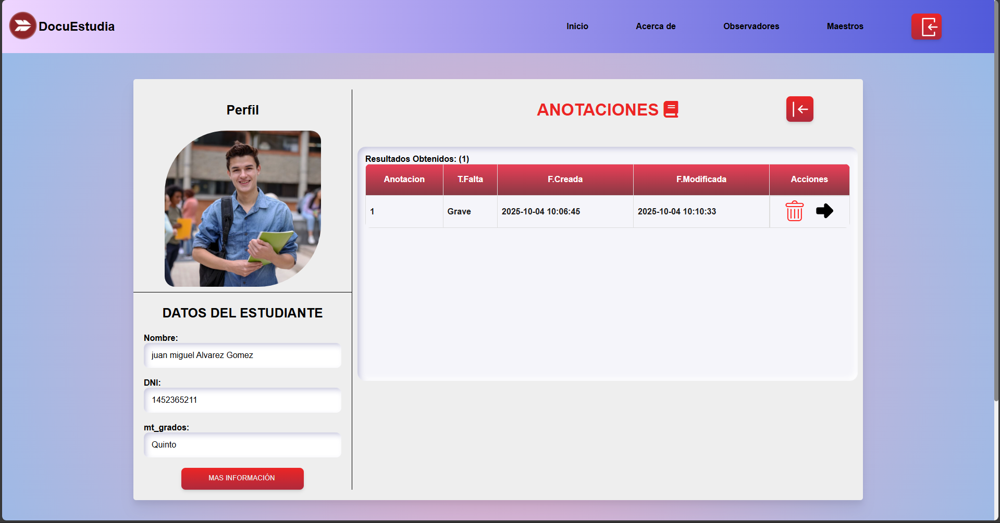 DocuEstudia
Inicio
Acerca de
Observadores
Maestros
Perfil
DATOS DEL ESTUDIANTE
Nombre:
juan miguel Alvarez Gomez
DNI:
1452365211
mt_grados:
Quinto
MAS INFORMACIÓN
ANOTACIONES
Resultados Obtenidos: (1)
Anotacion T.Falta F.Creada F.Modificada Acciones
1 Grave 2025-10-04 10:06:45 2025-10-04 10:10:33